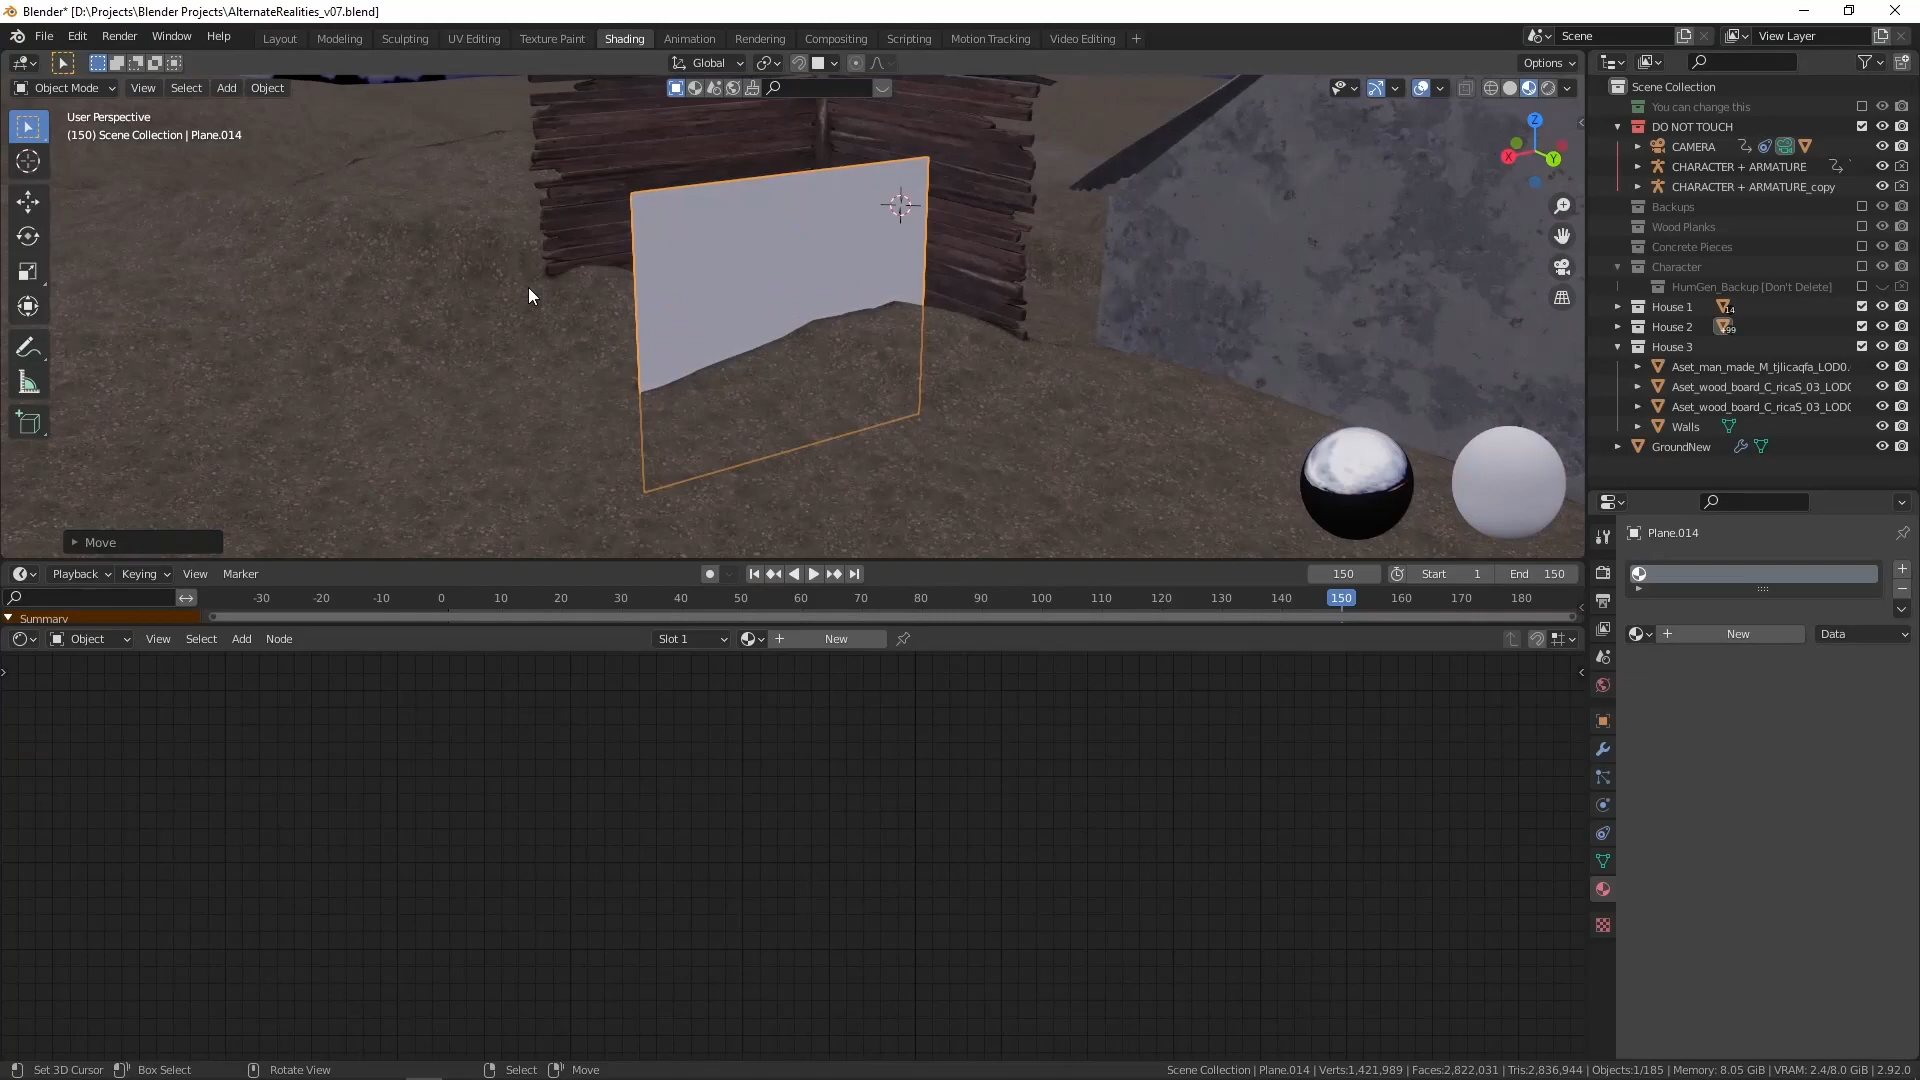 Blender* [D:\Projects\Blender Projects\AlternateRealities_v07.blend]
File Edit Render Window Help
Layout Modeling Sculpting UV Editing Texture Paint Shading Animation Rendering Compositing Scripting Motion Tracking Video Editing +
Scene
View Layer
Global
Options
Object Mode View Select Add Object
User Perspective
(150) Scene Collection | Plane.014
Z
X
Y
Scene Collection
You can change this
DO NOT TOUCH
CAMERA
CHARACTER + ARMATURE
CHARACTER + ARMATURE_copy
Backups
Wood Planks
Concrete Pieces
Character
HumGen_Backup [Don't Delete]
House 1 14
House 2
House 3
Aset_man_made_M_tjlicaqfa_LOD0.
Aset_wood_board_C_ricaS_03_LOD0
Aset_wood_board_C_ricaS_03_LOD0
Walls
GroundNew
Move
Plane.014
+ New Data
Playback Keying View Marker
150 Start 1 End 150
-30 -20 -10 0 10 20 30 40 50 60 70 80 90 100 110 120 130 140 150 160 170 180
Summary
Object View Select Add Node Slot 1 + New
Set 3D Cursor Box Select Rotate View Select Move
Scene Collection | Plane.014 | Verts:1,421,989 | Faces:2,822,031 | Tris:2,836,944 | Objects:1/185 | Memory: 8.05 GiB | VRAM: 2.4/8.0 GiB | 2.92.0